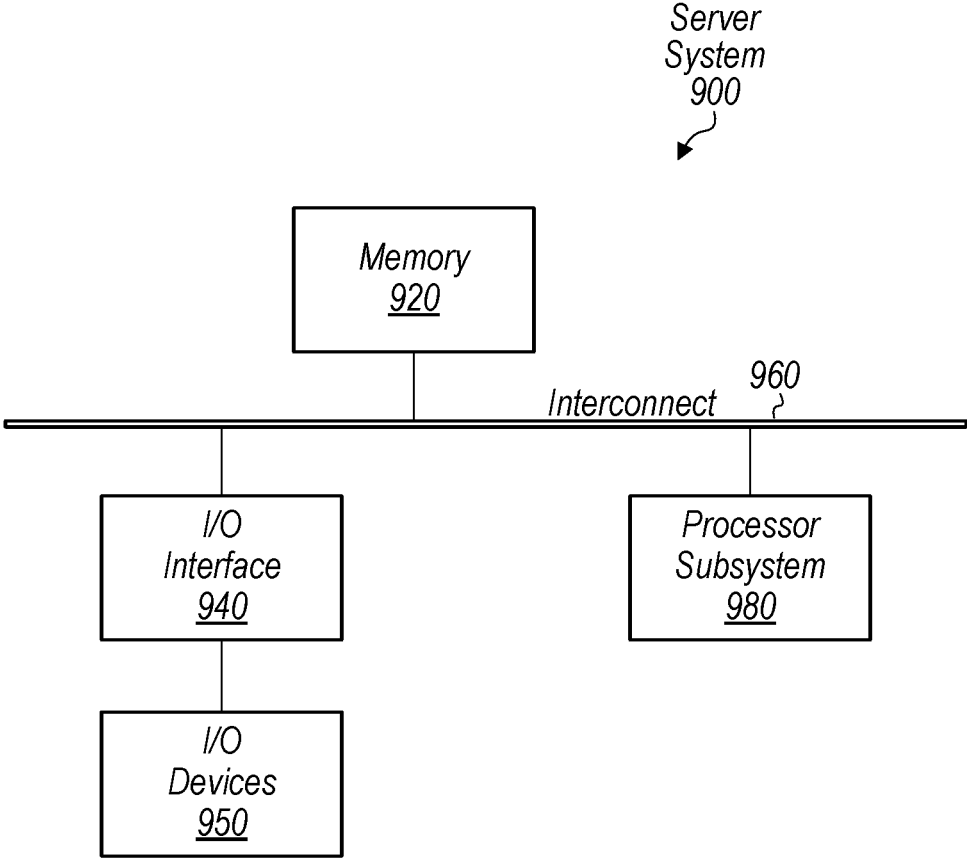 Server
System
900
Memory
920
Interconnect
960
I/O
Interface
940
Processor
Subsystem
980
I/O
Devices
950